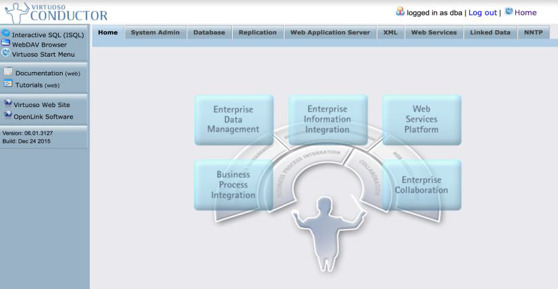 VIRTUOSO
CONDUCTOR
logged in as dba | Log out | Home
Home System Admin Database Replication Web Application Server XML Web Services Linked Data NNTP
Interactive SQL (ISQL)
WebDAV Browser
Virtuoso Start Menu
Documentation (web)
Tutorials (web)
Virtuoso Web Site
OpenLink Software
Version: 06.01.3127
Build: Dec 24 2015
Enterprise
Data
Management
Enterprise
Information
Integration
Web
Services
Platform
Business
Process
Integration
Enterprise
Collaboration
BUSINESS PROCESS INTEGRATION
COLLABORATION